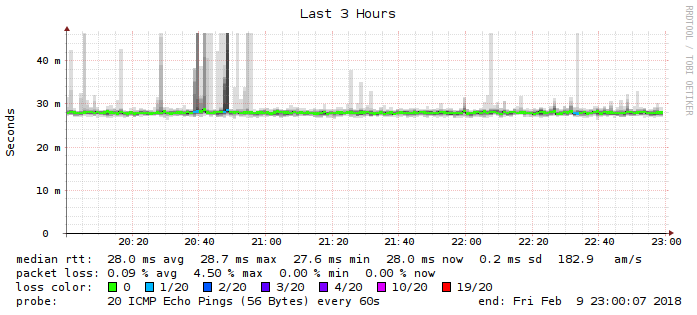 Last 3 Hours
RRDTOOL / TOBI OETIKER
Seconds
40 m
30 m
20 m
10 m
0
20:20 20:40 21:00 21:20 21:40 22:00 22:20 22:40 23:00
median rtt: 28.0 ms avg 28.7 ms max 27.6 ms min 28.0 ms now 0.2 ms sd 182.9 am/s
packet loss: 0.09 % avg 4.50 % max 0.00 % min 0.00 % now
loss color: 0 1/20 2/20 3/20 4/20 10/20 19/20
probe: 20 ICMP Echo Pings (56 Bytes) every 60s end: Fri Feb 9 23:00:07 2018